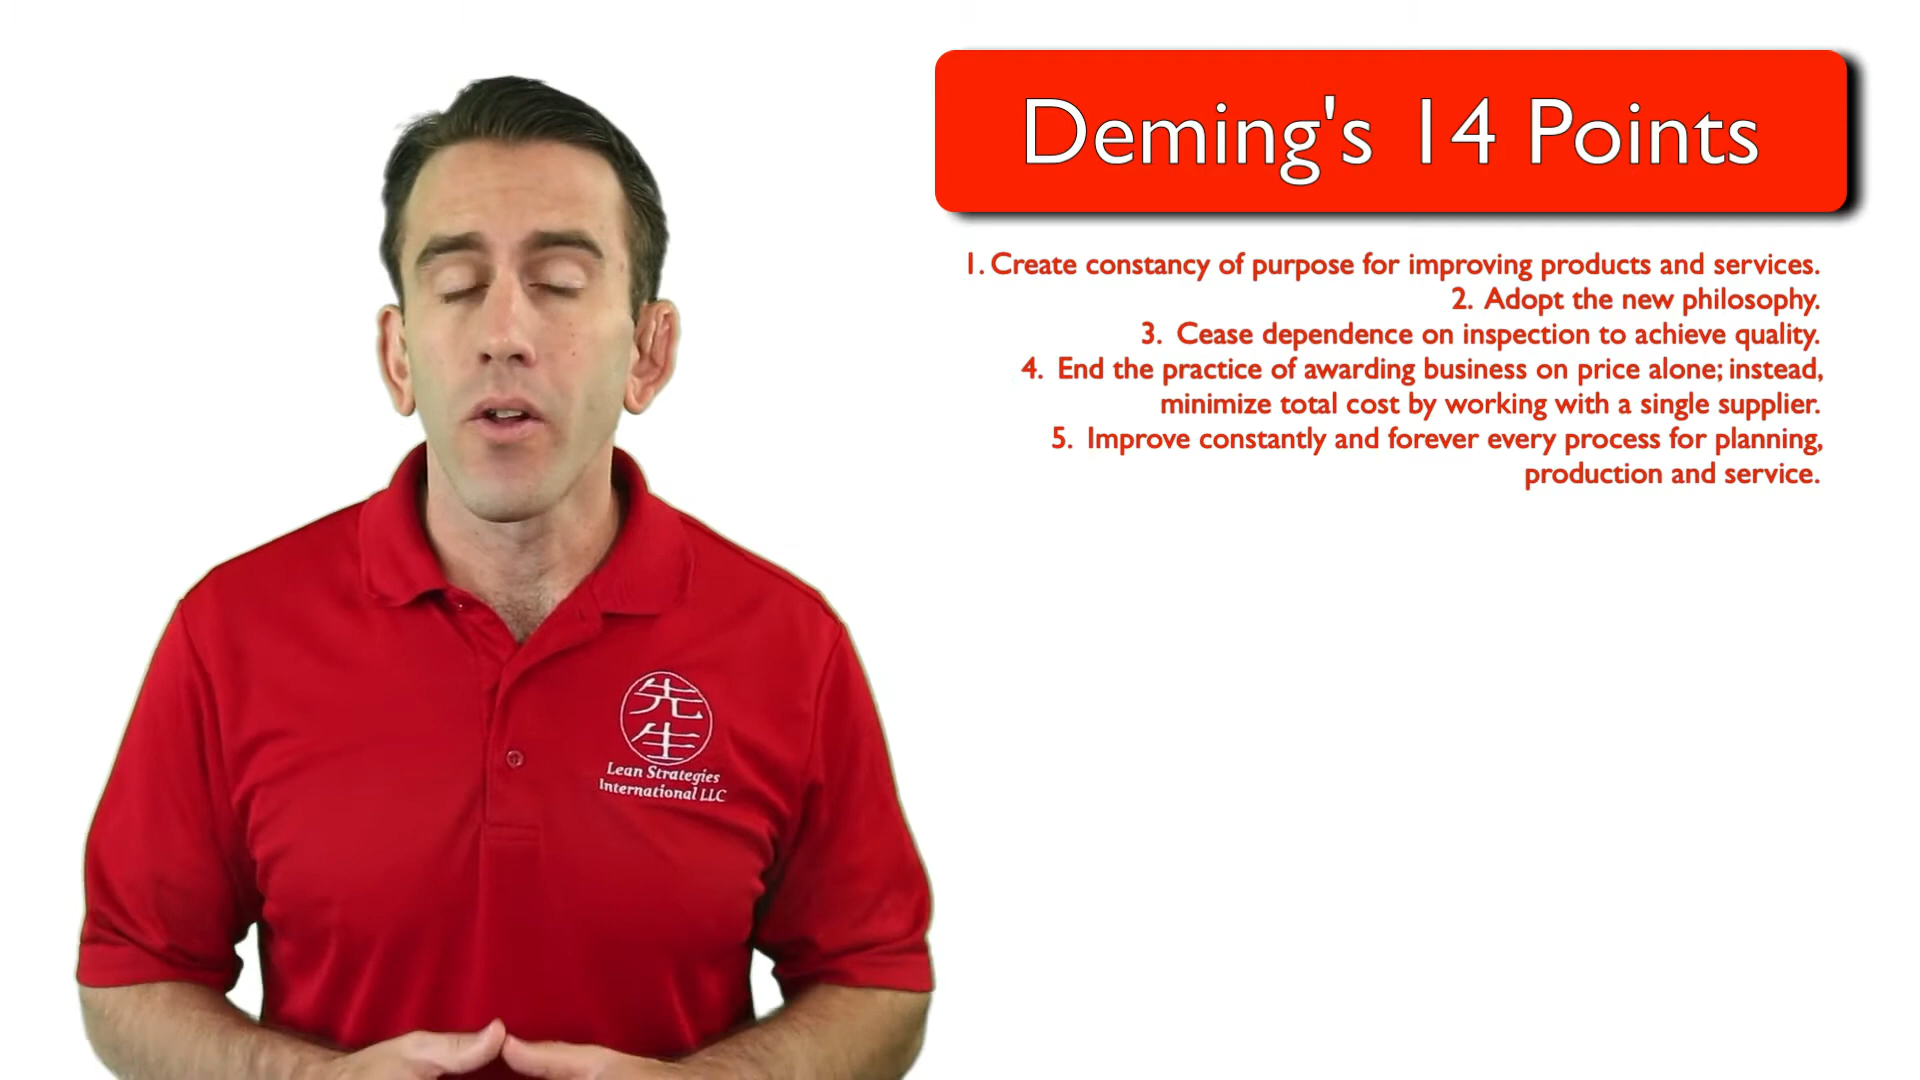 Deming's 14 Points
1. Create constancy of purpose for improving products and services.
2. Adopt the new philosophy.
3. Cease dependence on inspection to achieve quality.
4. End the practice of awarding business on price alone; instead,
minimize total cost by working with a single supplier.
5. Improve constantly and forever every process for planning,
production and service.
先
生
Lean Strategies
International LLC